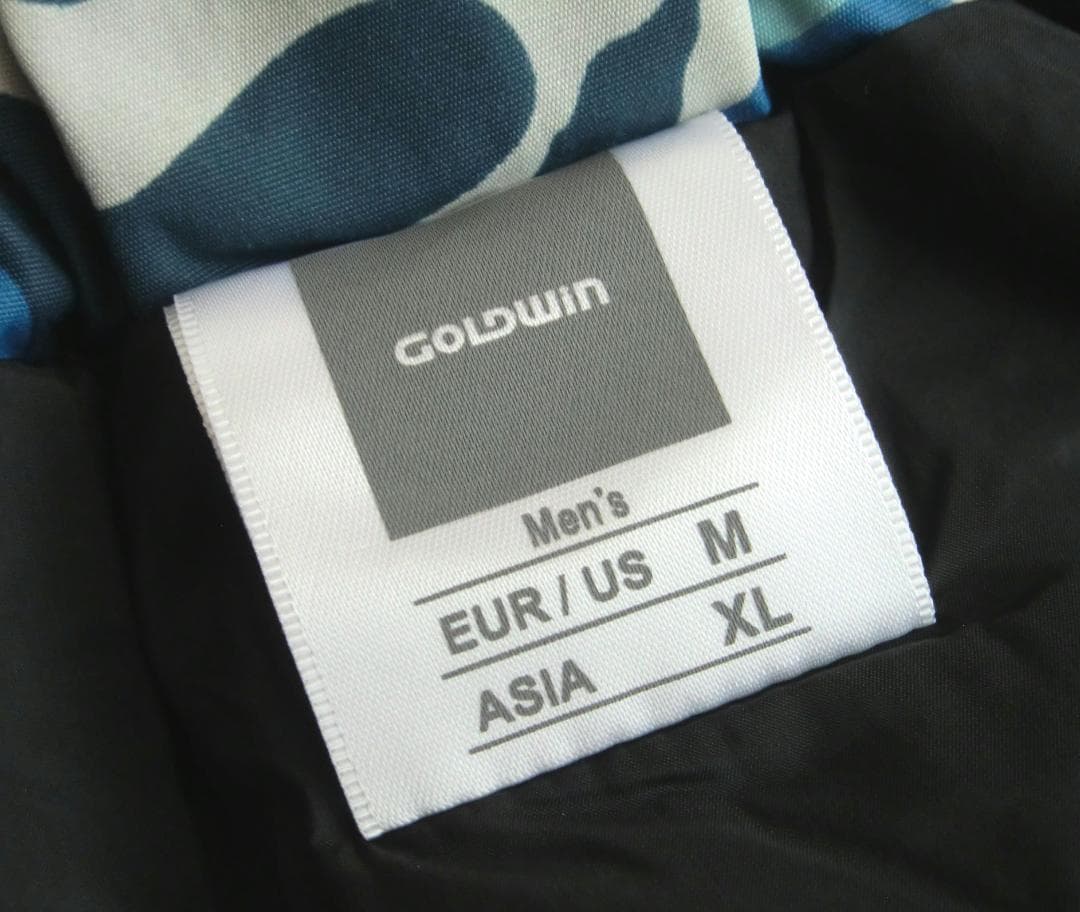 GOLDWIN
Men's
EUR / US M
ASIA XL